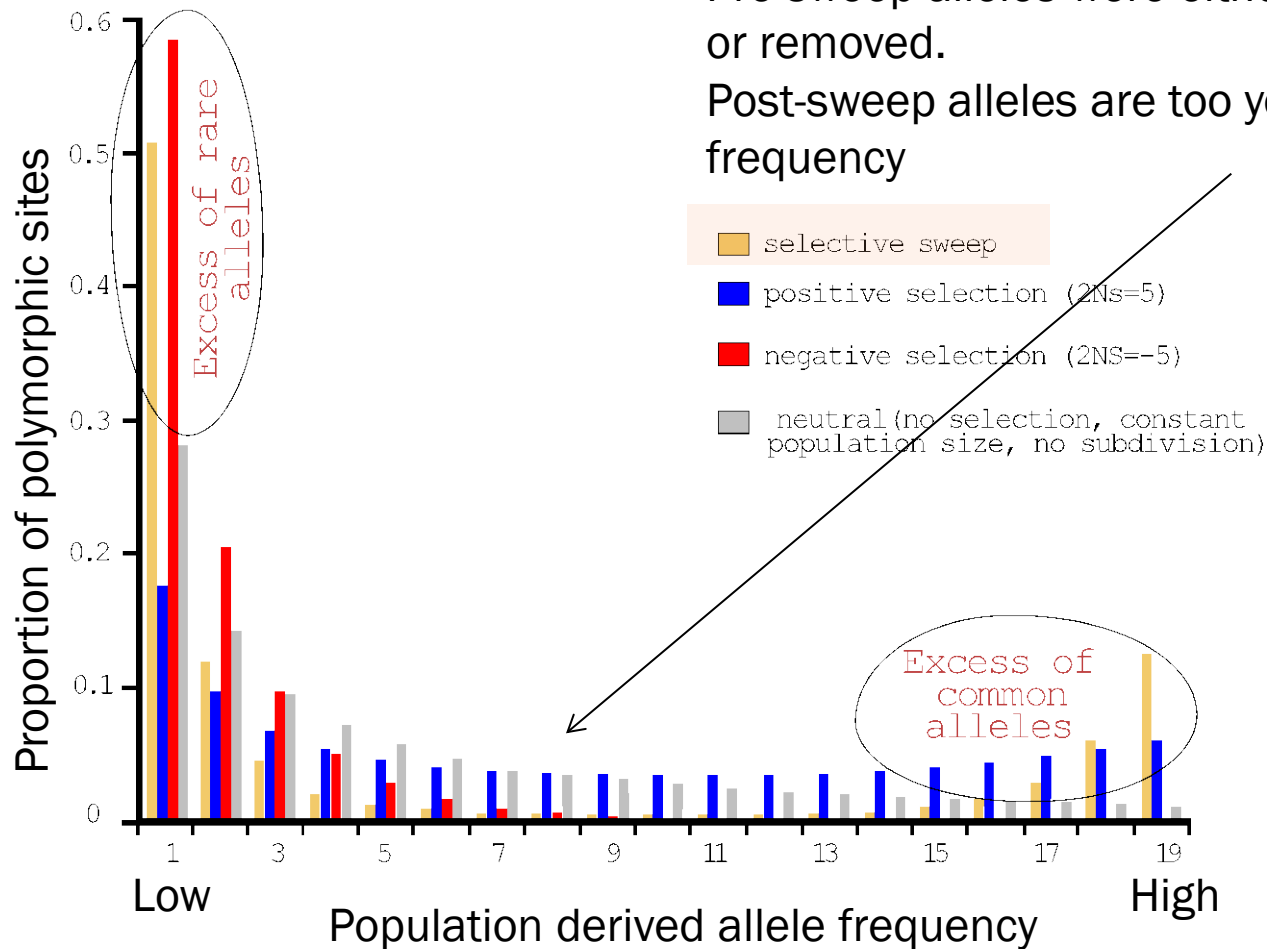 or removed.
Post-sweep alleles are too
frequency
0.6
0.5
0.4
0.3
0.2
0.1
0
Proportion of polymorphic sites
Excess of rare
alleles
selective sweep
positive selection (2Ns=5)
negative selection (2NS=-5)
neutral(no selection, constant
population size, no subdivision)
Excess of
common
alleles
1 3 5 7 9 11 13 15 17 19
Low High
Population derived allele frequency